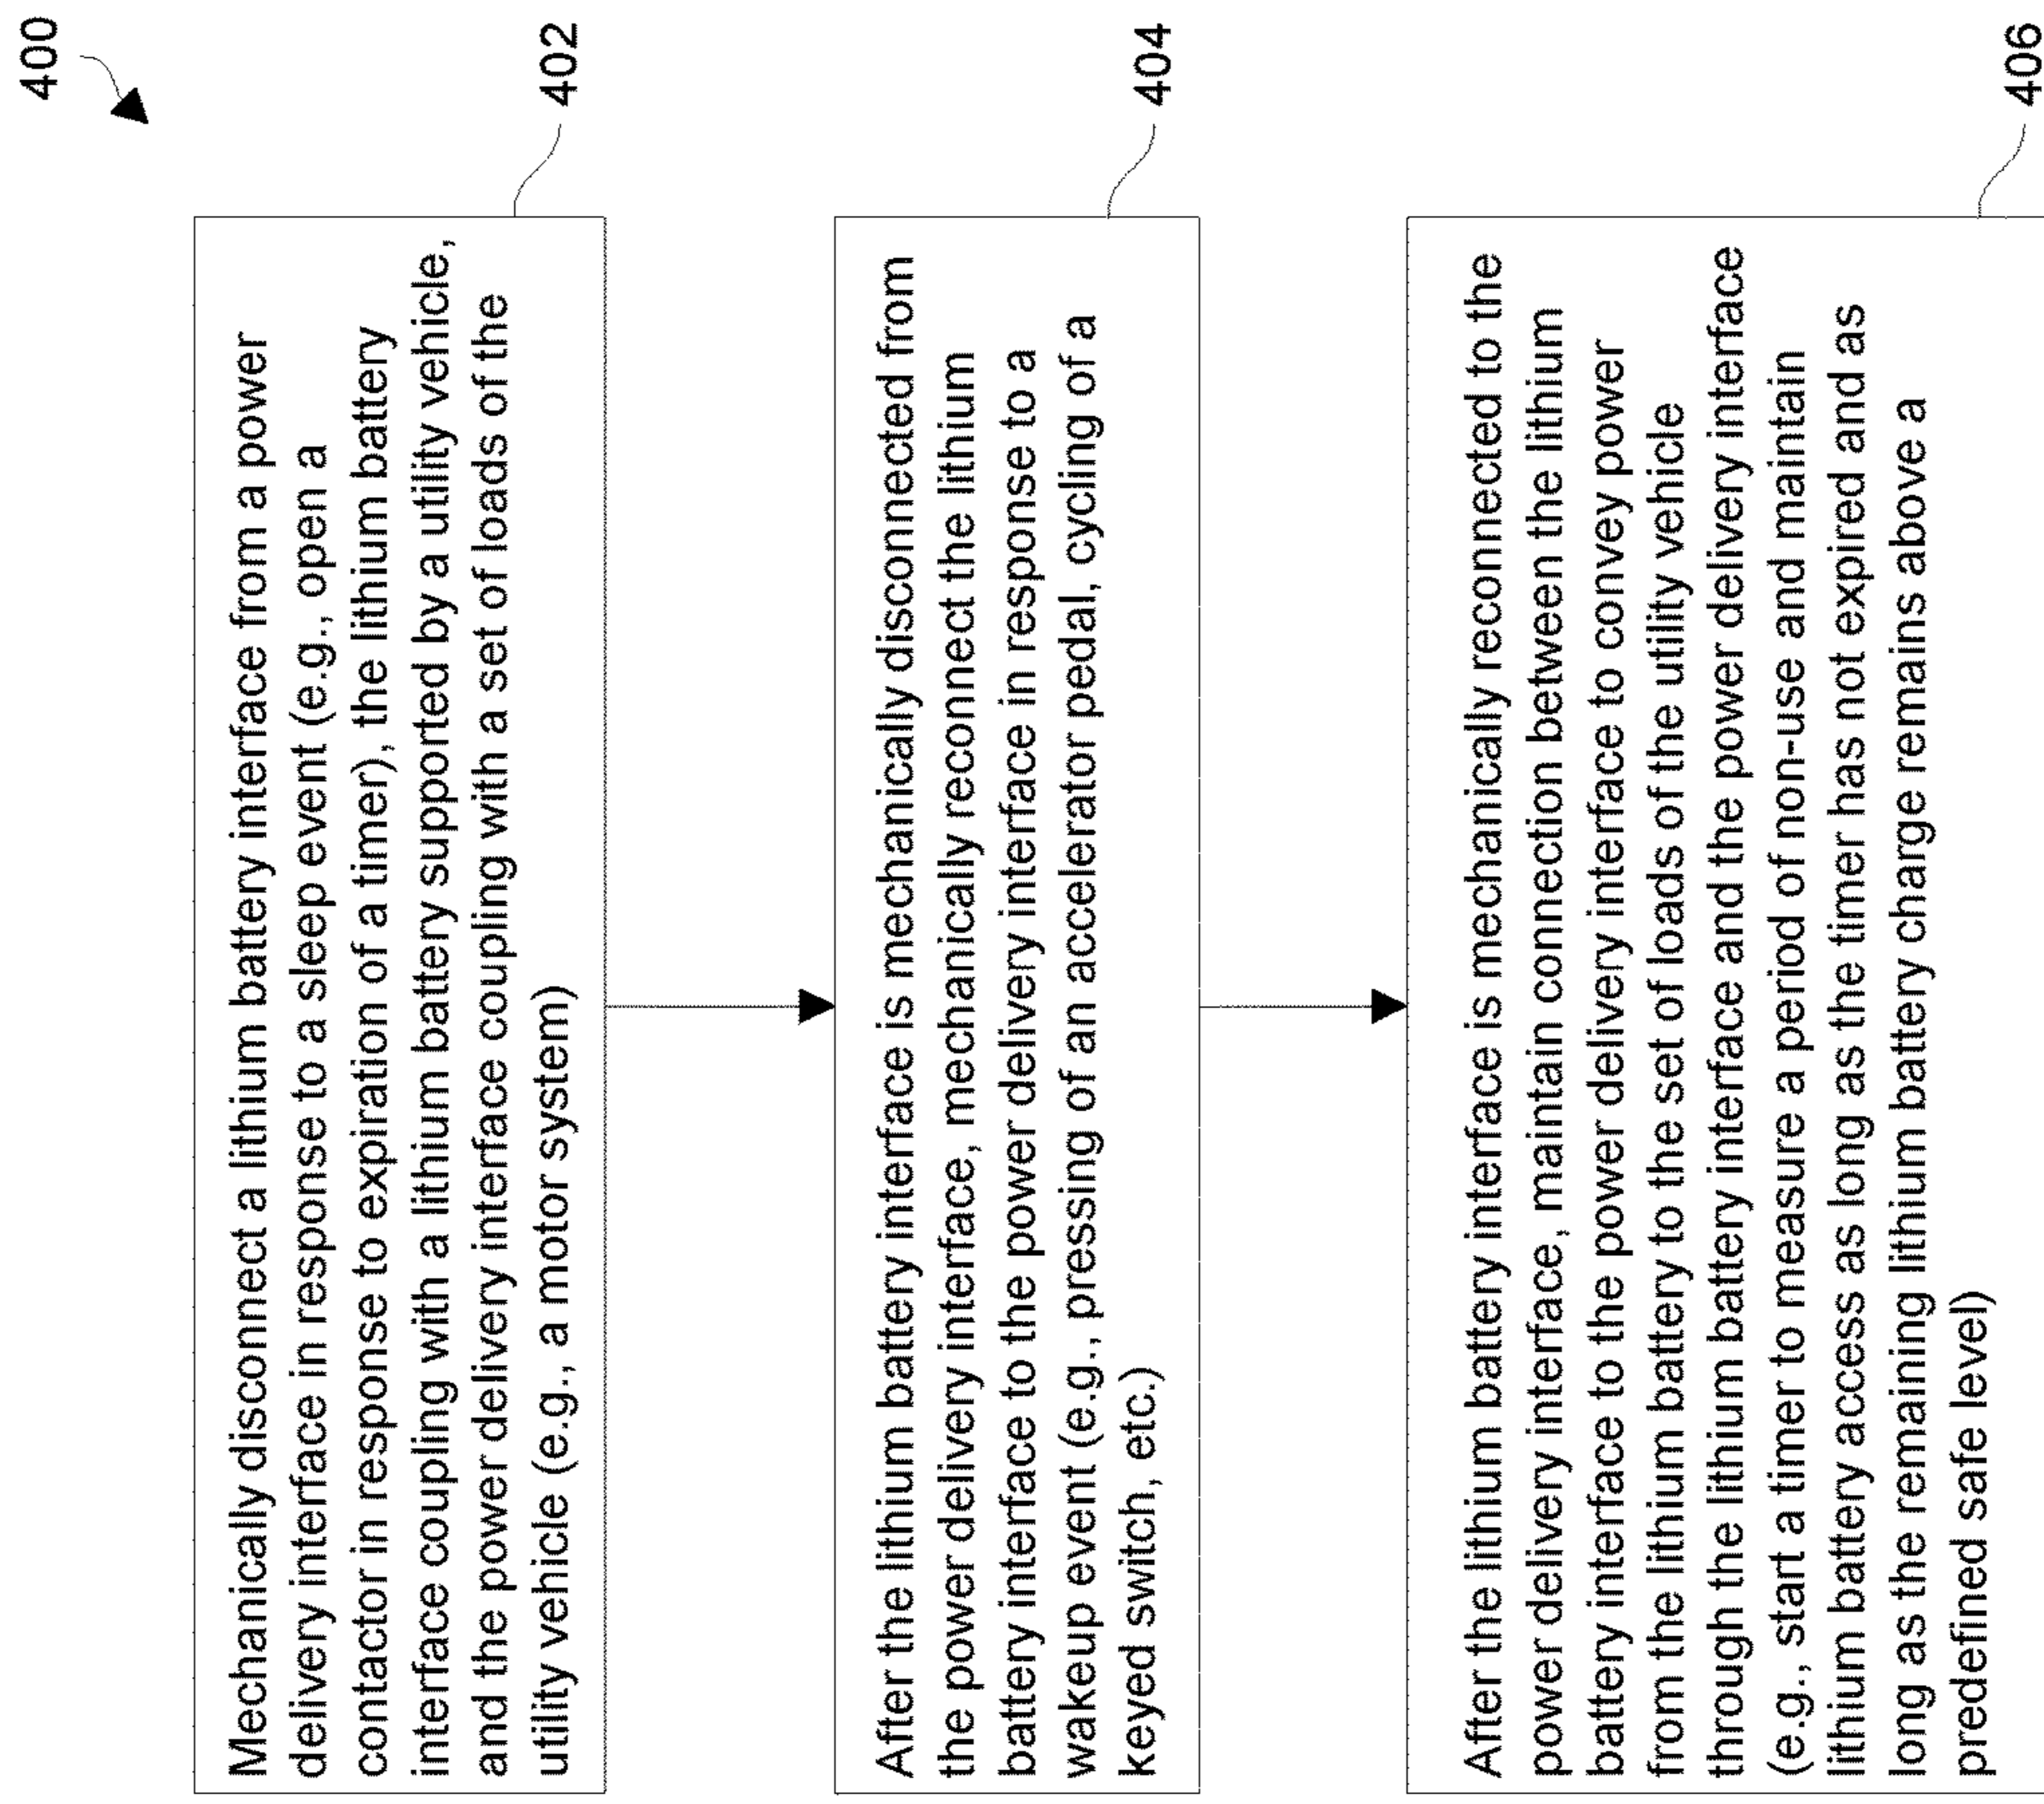 400
Mechanically disconnect a lithium battery interface from a power
delivery interface in response to a sleep event (e.g., open a
contactor in response to expiration of a timer), the lithium battery
interface coupling with a lithium battery supported by a utility vehicle,
and the power delivery interface coupling with a set of loads of the
utility vehicle (e.g., a motor system)
402
After the lithium battery interface is mechanically disconnected from
the power delivery interface, mechanically reconnect the lithium
battery interface to the power delivery interface in response to a
wakeup event (e.g., pressing of an accelerator pedal, cycling of a
keyed switch, etc.)
404
After the lithium battery interface is mechanically reconnected to the
power delivery interface, maintain connection between the lithium
battery interface to the power delivery interface to convey power
from the lithium battery to the set of loads of the utility vehicle
through the lithium battery interface and the power delivery interface
(e.g., start a timer to measure a period of non-use and maintain
lithium battery access as long as the timer has not expired and as
long as the remaining lithium battery charge remains above a
predefined safe level)
406